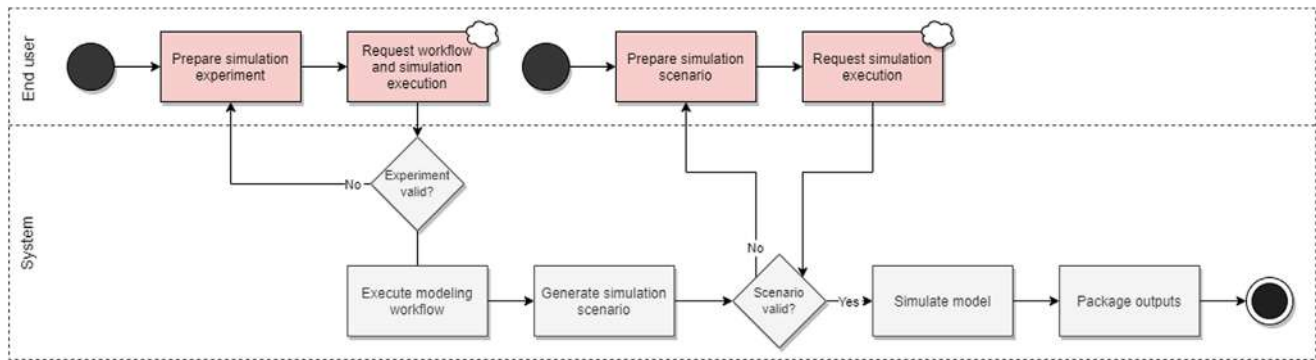 End user
Prepare simulation
experiment
Request workflow
and simulation
execution
Prepare simulation
scenario
Request simulation
execution
System
No
Experiment
valid?
Execute modeling
workflow
Generate simulation
scenario
No
Scenario
valid?
Yes
Simulate model
Package outputs